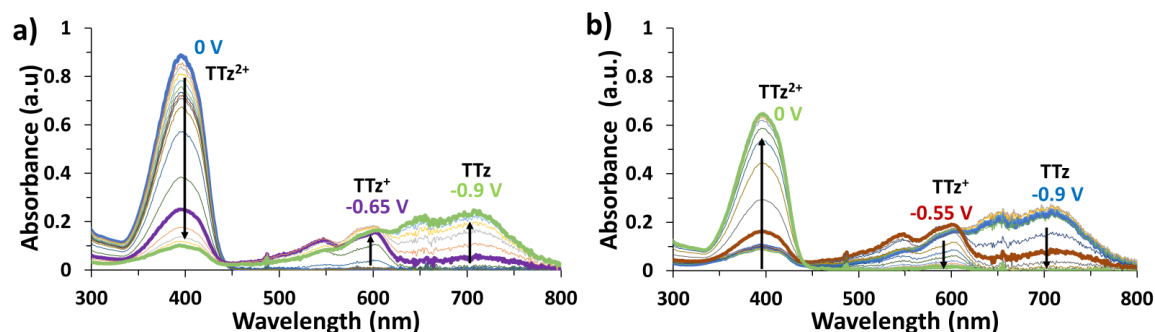 a)
Absorbance (a.u)
1
0.8
0.6
0.4
0.2
0
0 V
TTz2+
TTz+
-0.65 V
TTz
-0.9 V
300 400 500 600 700 800
Wavelength (nm)
b)
Absorbance (a.u.)
1
0.8
0.6
0.4
0.2
0
TTz2+
0 V
TTz+
-0.55 V
TTz
-0.9 V
300 400 500 600 700 800
Wavelength (nm)